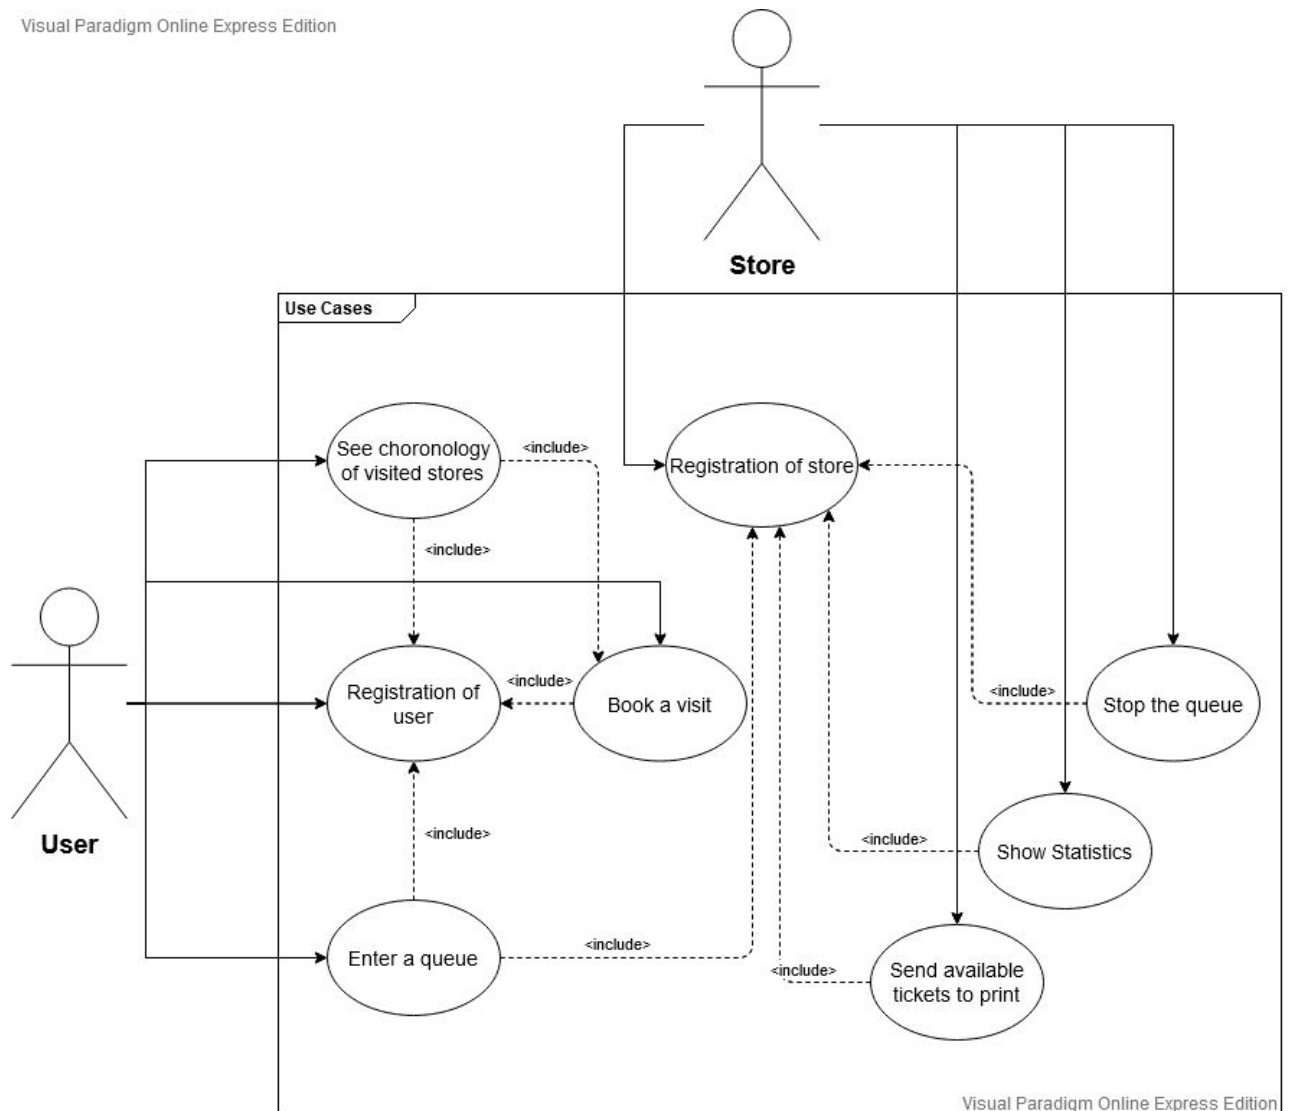 Visual Paradigm Online Express Edition
Store
Use Cases
See choronology
of visited stores
<include>
Registration of store
<include>
Registration of
user
<include>
Book a visit
<include>
Stop the queue
User
<include>
<include>
Show Statistics
Enter a queue
<include>
<include>
Send available
tickets to print
Visual Paradigm Online Express Edition